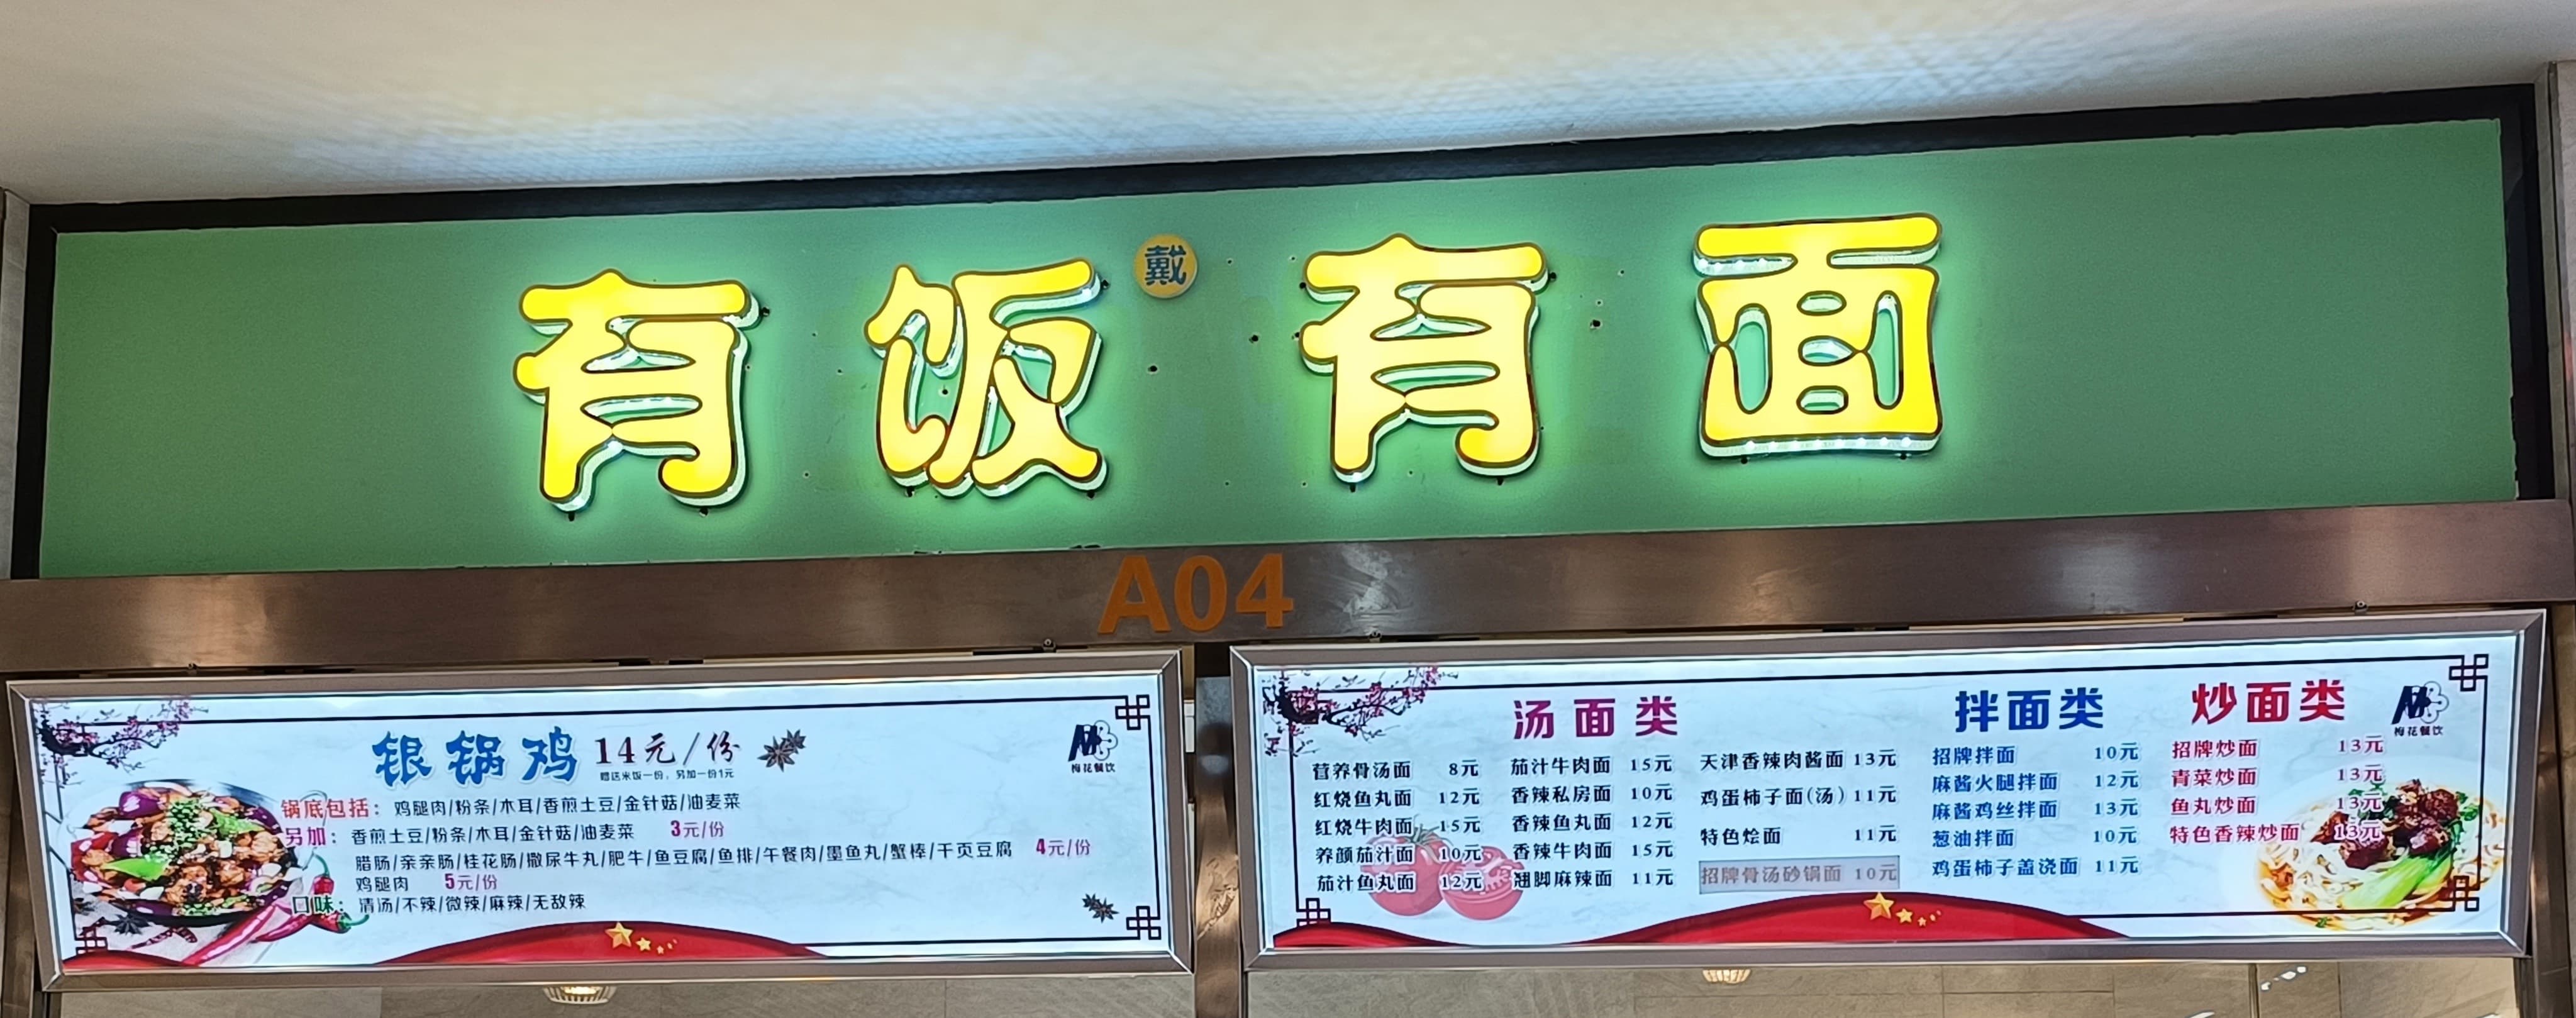 有饭 戴 有面
A04
银锅鸡 14元/份
赠送米饭一份，另加一份1元
梅花餐饮
锅底包括：鸡腿肉/粉条/木耳/香煎土豆/金针菇/油麦菜
另加：香煎土豆/粉条/木耳/金针菇/油麦菜 3元/份
腊肠/亲亲肠/桂花肠/撒尿牛丸/肥牛/鱼豆腐/鱼排/午餐肉/墨鱼丸/蟹棒/千页豆腐 4元/份
鸡腿肉 5元/份
口味：清汤/不辣/微辣/麻辣/无敌辣
汤面类
营养骨汤面 8元
红烧鱼丸面 12元
红烧牛肉面 15元
养颜茄汁面 10元
茄汁鱼丸面 12元
茄汁牛肉面 15元
香辣私房面 10元
香辣鱼丸面 12元
香辣牛肉面 15元
翘脚麻辣面 11元
天津香辣肉酱面 13元
鸡蛋柿子面(汤) 11元
特色烩面 11元
招牌骨汤砂锅面 10元
拌面类
招牌拌面 10元
麻酱火腿拌面 12元
麻酱鸡丝拌面 13元
葱油拌面 10元
鸡蛋柿子盖浇面 11元
炒面类
招牌炒面 13元
青菜炒面 13元
鱼丸炒面 13元
特色香辣炒面 13元
梅花餐饮